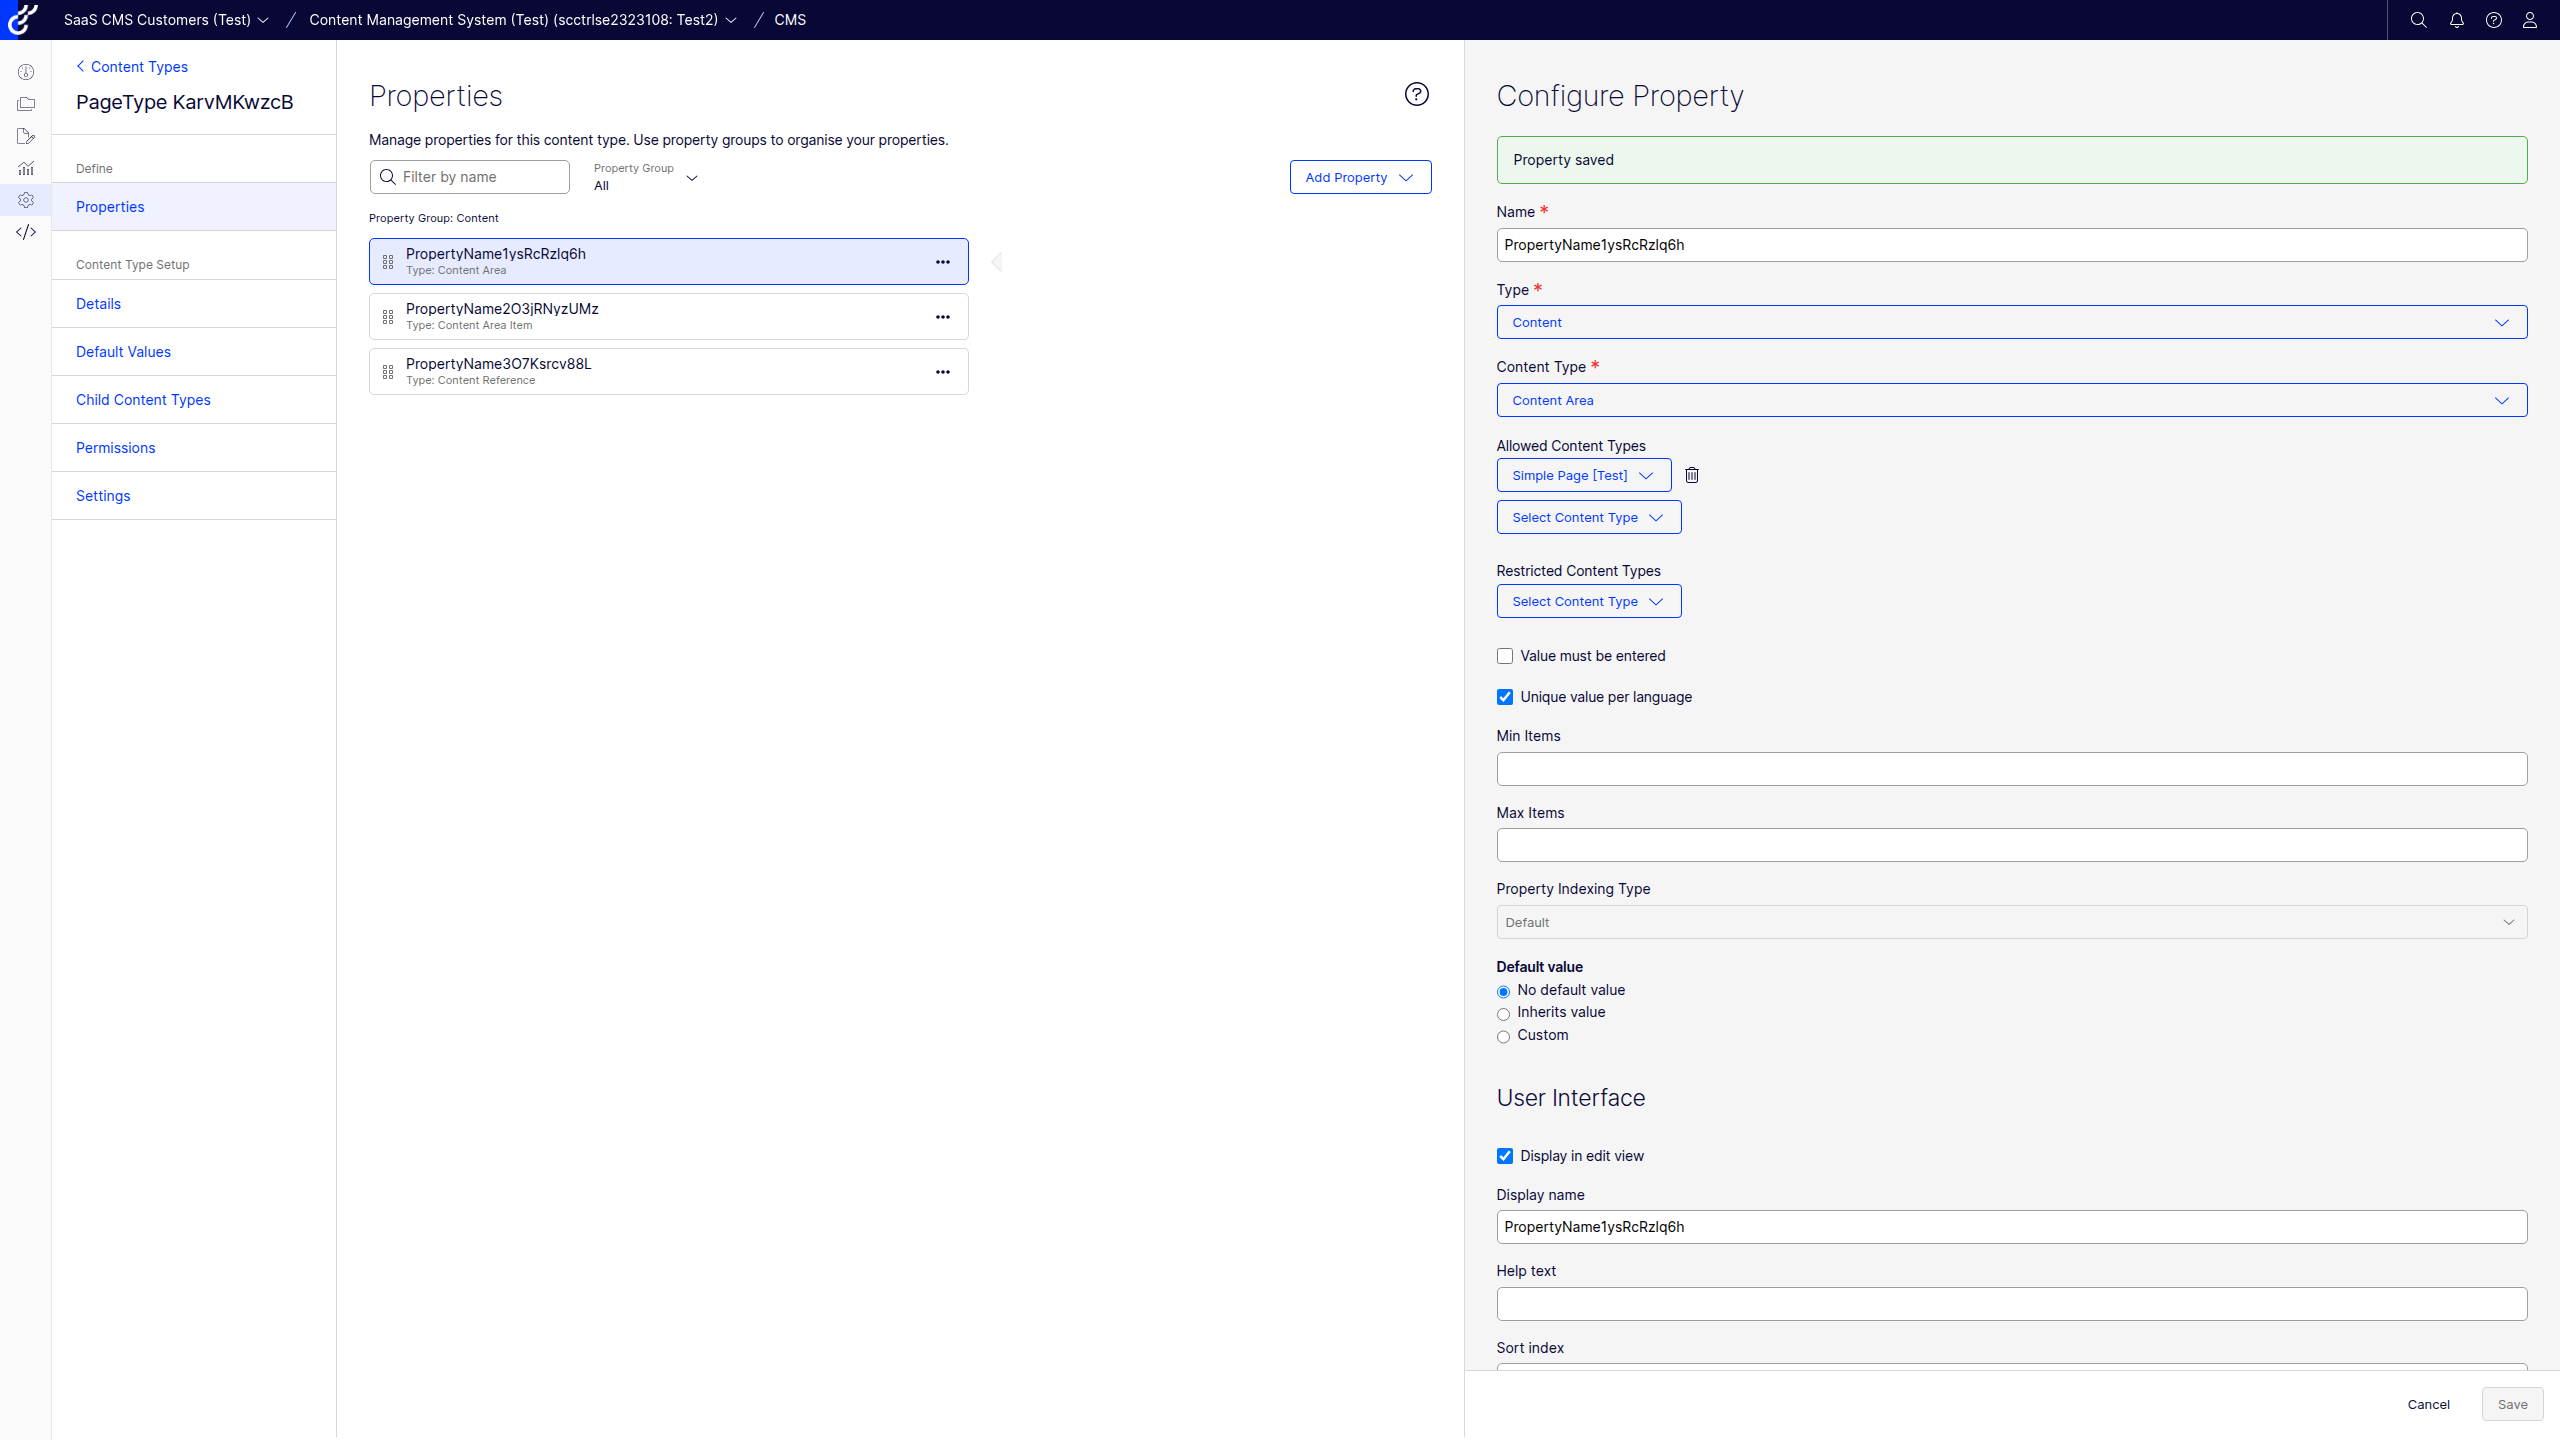 SaaS CMS Customers (Test) / Content Management System (Test) (scctrlse2323108: Test2) / CMS
Content Types
PageType KarvMKwzcB
Define
Properties
Content Type Setup
Details
Default Values
Child Content Types
Permissions
Settings
Properties
Manage properties for this content type. Use property groups to organise your properties.
Filter by name
Property Group
All
Add Property
Property Group: Content
PropertyName1ysRcRzlq6h
Type: Content Area
PropertyName2O3jRNyzUMz
Type: Content Area Item
PropertyName3O7Ksrcv88L
Type: Content Reference
Configure Property
Property saved
Name *
PropertyName1ysRcRzlq6h
Type *
Content
Content Type *
Content Area
Allowed Content Types
Simple Page [Test]
Select Content Type
Restricted Content Types
Select Content Type
Value must be entered
Unique value per language
Min Items
Max Items
Property Indexing Type
Default
Default value
No default value
Inherits value
Custom
User Interface
Display in edit view
Display name
PropertyName1ysRcRzlq6h
Help text
Sort index
Cancel
Save